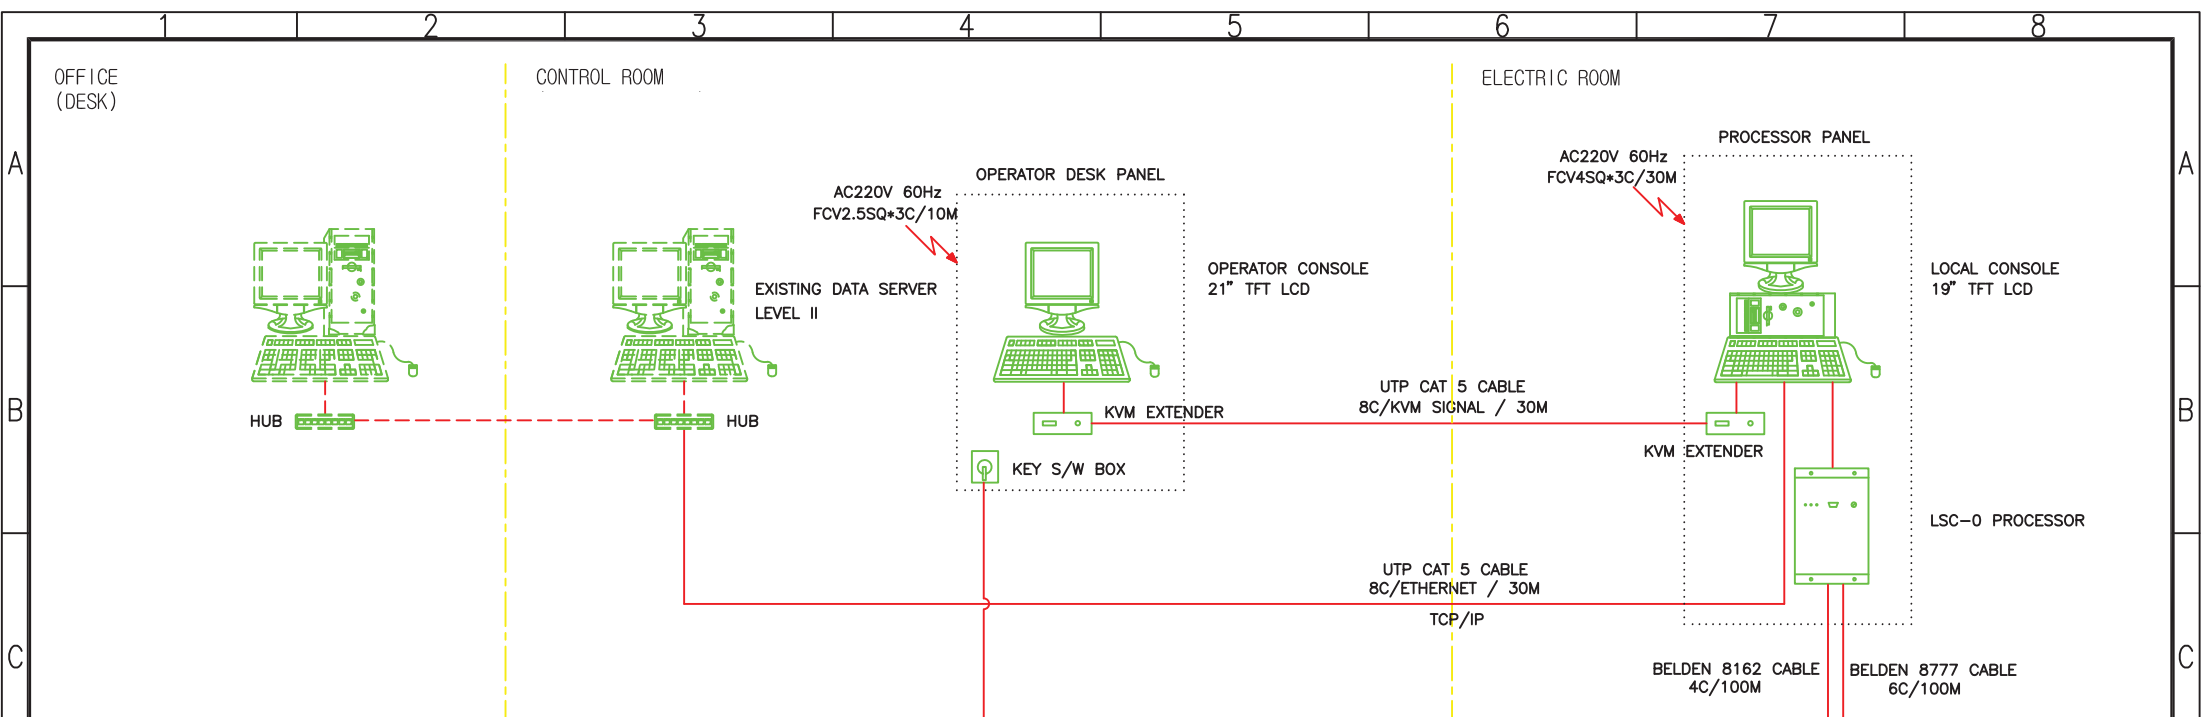 1 2 3 4 5 6 7 8
OFFICE
(DESK)
CONTROL ROOM
ELECTRIC ROOM
A
A
PROCESSOR PANEL
AC220V 60Hz
FCV4SQ*3C/30M
OPERATOR DESK PANEL
AC220V 60Hz
FCV2.5SQ*3C/10M
EXISTING DATA SERVER
LEVEL II
OPERATOR CONSOLE
21" TFT LCD
LOCAL CONSOLE
19" TFT LCD
B
B
UTP CAT 5 CABLE
8C/KVM SIGNAL / 30M
HUB
HUB
KVM EXTENDER
KVM EXTENDER
KEY S/W BOX
LSC-0 PROCESSOR
UTP CAT 5 CABLE
8C/ETHERNET / 30M
TCP/IP
C
C
BELDEN 8162 CABLE
4C/100M
BELDEN 8777 CABLE
6C/100M